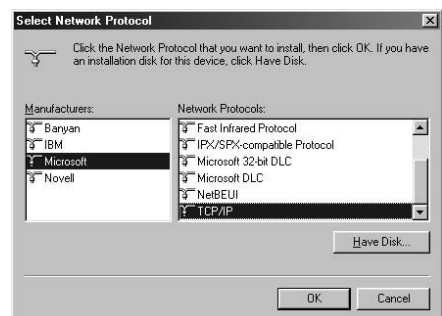 Select Network Protocol
Click the Network Protocol that you want to install, then click OK. If you have
an installation disk for this device, click Have Disk.
Manufacturers:
Banyan
IBM
Microsoft
Novell
Network Protocols:
Fast Infrared Protocol
IPX/SPX-compatible Protocol
Microsoft 32-bit DLC
Microsoft DLC
NetBEUI
TCP/IP
Have Disk...
OK
Cancel